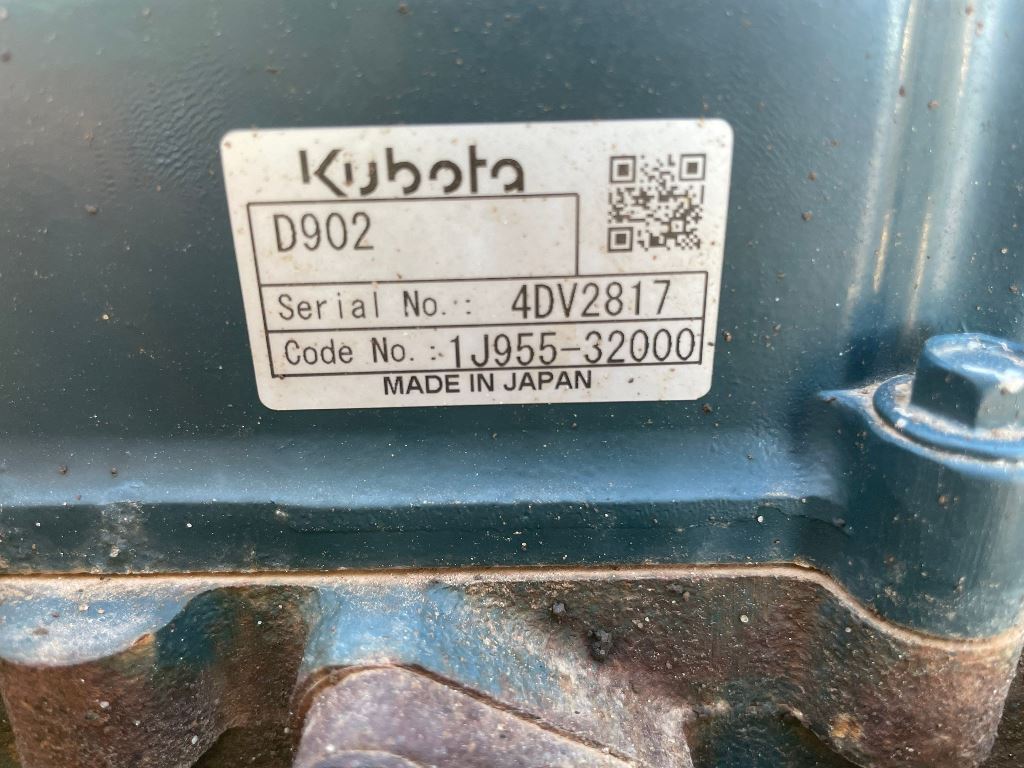 Kubota
D902
Serial No.: 4DV2817
Code No.: 1J955-32000
MADE IN JAPAN